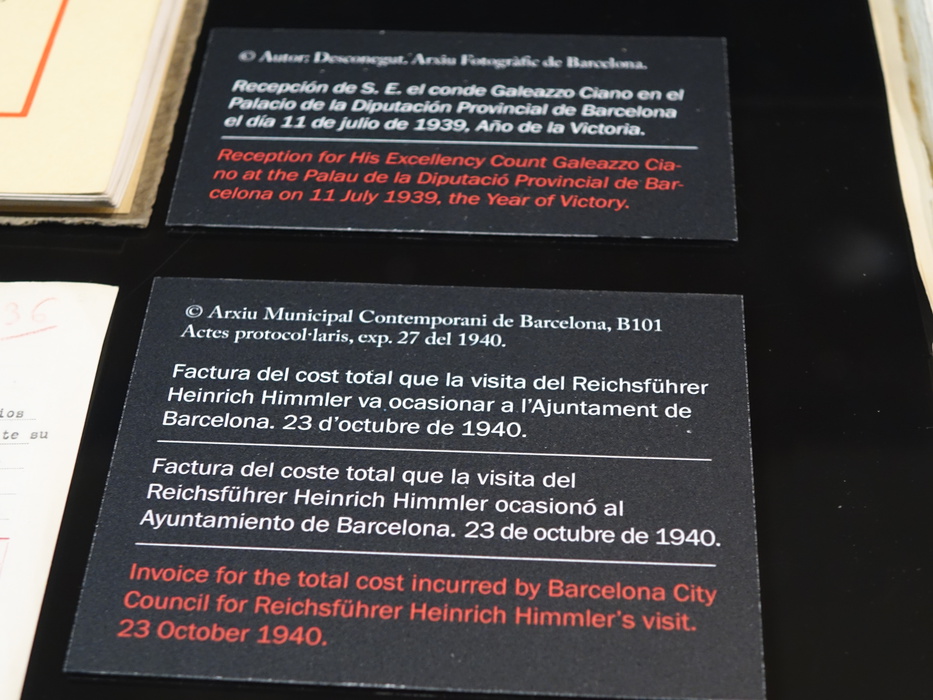 © Autor: Desconegut. Arxiu Fotogràfic de Barcelona.
Recepción de S. E. el conde Galeazzo Ciano en el
Palacio de la Diputación Provincial de Barcelona
el día 11 de julio de 1939, Año de la Victoria.
Reception for His Excellency Count Galeazzo Cia-
no at the Palau de la Diputació Provincial de Bar-
celona on 11 July 1939, the Year of Victory.
36
ios
te su
© Arxiu Municipal Contemporani de Barcelona, B101
Actes protocol·laris, exp. 27 del 1940.
Factura del cost total que la visita del Reichsführer
Heinrich Himmler va ocasionar a l'Ajuntament de
Barcelona. 23 d'octubre de 1940.
Factura del coste total que la visita del
Reichsführer Heinrich Himmler ocasionó al
Ayuntamiento de Barcelona. 23 de octubre de 1940.
Invoice for the total cost incurred by Barcelona City
Council for Reichsführer Heinrich Himmler's visit.
23 October 1940.